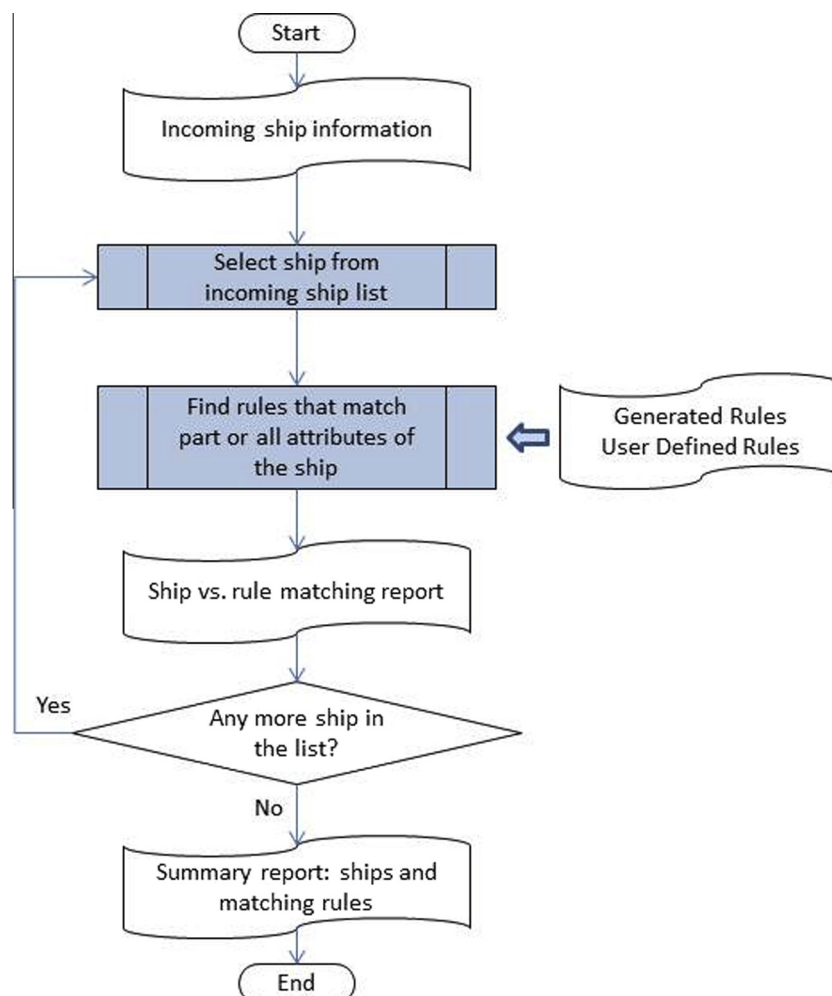 Start
Incoming ship information
Select ship from
incoming ship list
Find rules that match
part or all attributes of
the ship
Generated Rules
User Defined Rules
Ship vs. rule matching report
Any more ship in
the list?
Yes
No
Summary report: ships and
matching rules
End